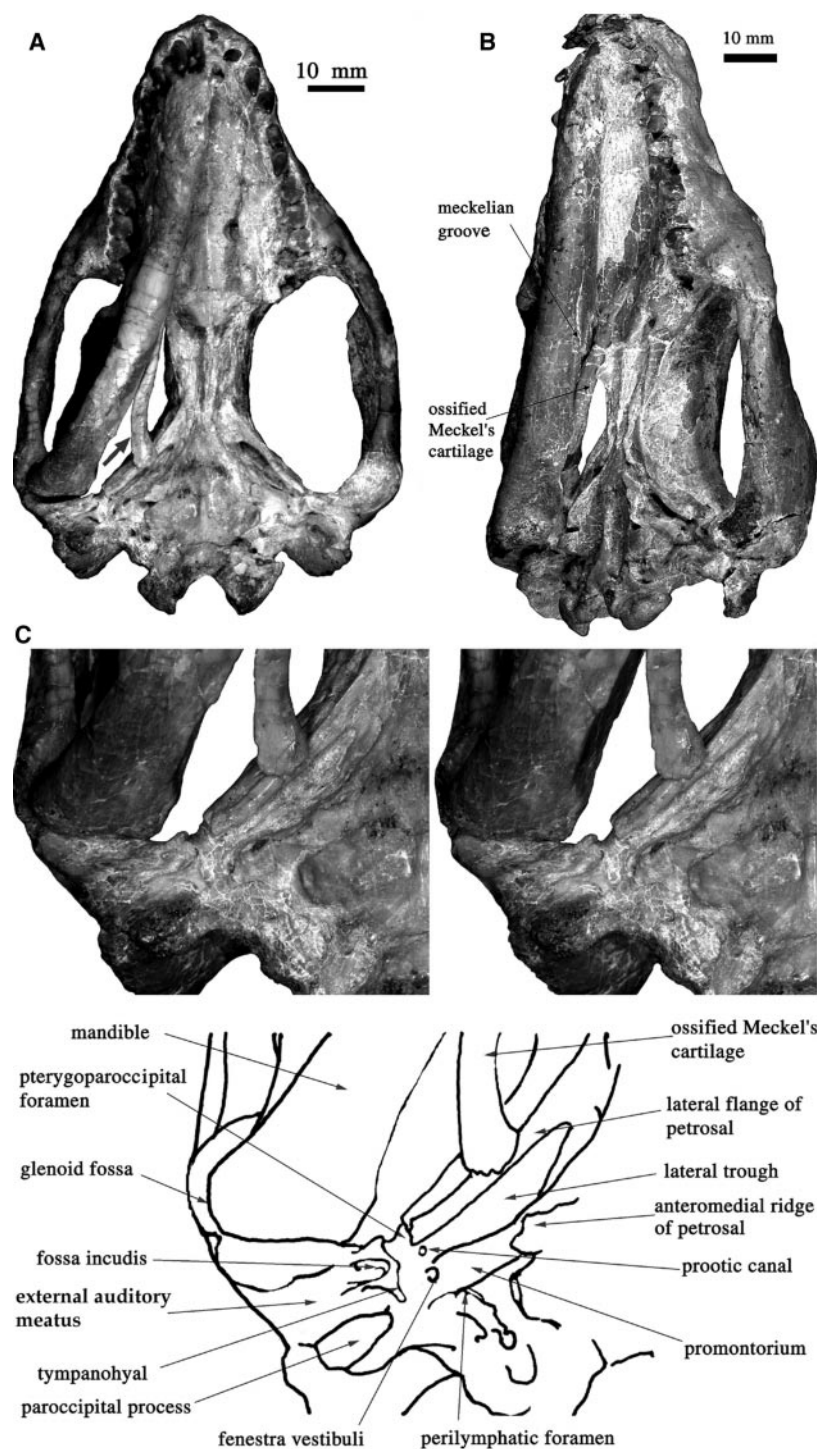 A
10 mm
B
10 mm
meckelian
groove
ossified
Meckel's
cartilage
C
mandible
pterygoparoccipital
foramen
glenoid fossa
fossa incudis
external auditory
meatus
tympanohyal
paroccipital process
fenestra vestibuli
perilymphatic foramen
ossified Meckel's
cartilage
lateral flange of
petrosal
lateral trough
anteromedial ridge
of petrosal
prootic canal
promontorium